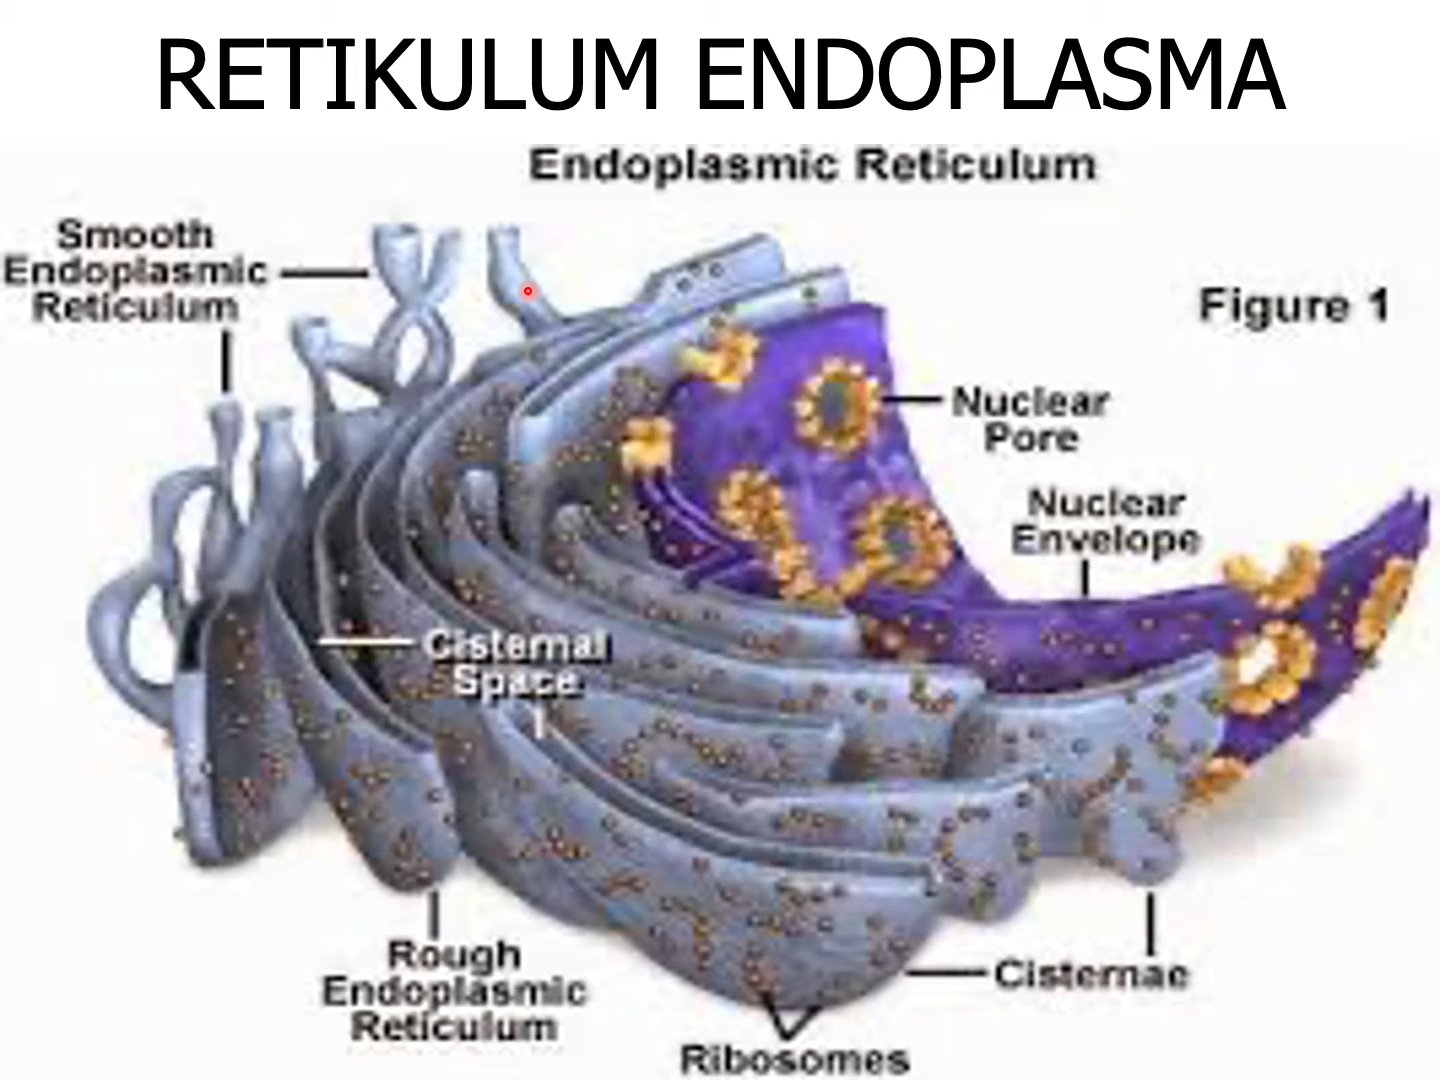 RETIKULUM ENDOPLASMA
Endoplasmic Reticulum
Smooth
Endoplasmic
Reticulum
Figure 1
Nuclear
Pore
Nuclear
Envelope
Cisternal
Space
Rough
Endoplasmic
Reticulum
Cisternae
Ribosomes